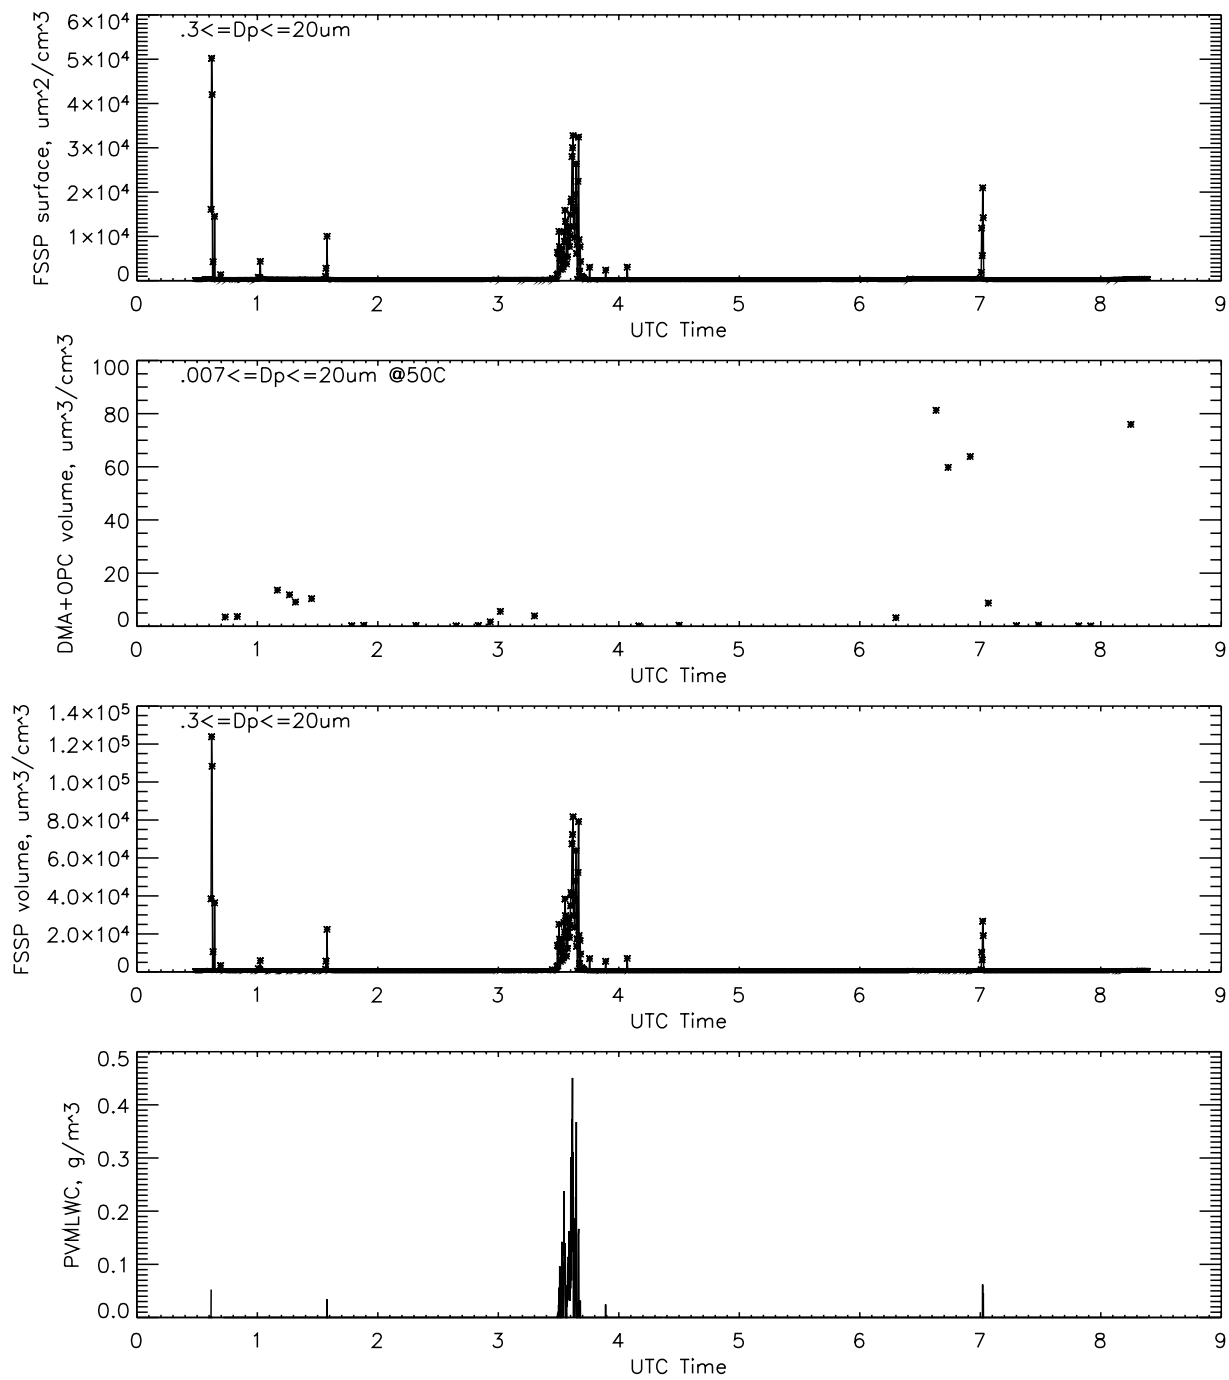 FSSP surface, um^2/cm^3
6×10⁴
5×10⁴
4×10⁴
3×10⁴
2×10⁴
1×10⁴
0
.3<=Dp<=20um
0 1 2 3 4 5 6 7 8 9
UTC Time
DMA+OPC volume, um^3/cm^3
100
80
60
40
20
0
.007<=Dp<=20um @50C
0 1 2 3 4 5 6 7 8 9
UTC Time
FSSP volume, um^3/cm^3
1.4×10⁵
1.2×10⁵
1.0×10⁵
8.0×10⁴
6.0×10⁴
4.0×10⁴
2.0×10⁴
0
.3<=Dp<=20um
0 1 2 3 4 5 6 7 8 9
UTC Time
PVMLWC, g/m^3
0.5
0.4
0.3
0.2
0.1
0.0
0 1 2 3 4 5 6 7 8 9
UTC Time